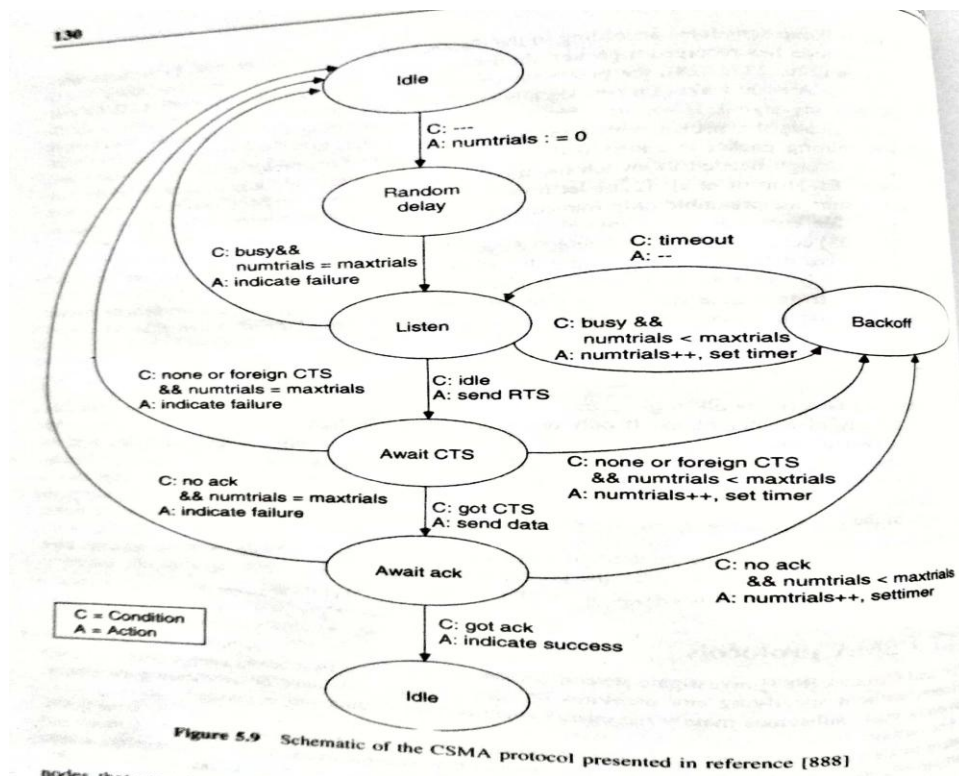 130
Idle
C: ---
A: numtrials : = 0
Random
delay
C: busy&&
numtrials = maxtrials
A: indicate failure
C: timeout
A: --
Listen
C: busy &&
numtrials < maxtrials
A: numtrials++, set timer
Backoff
C: none or foreign CTS
&& numtrials = maxtrials
A: indicate failure
C: idle
A: send RTS
Await CTS
C: none or foreign CTS
&& numtrials < maxtrials
A: numtrials++, set timer
C: no ack
&& numtrials = maxtrials
A: indicate failure
C: got CTS
A: send data
Await ack
C: no ack
&& numtrials < maxtrials
A: numtrials++, settimer
C = Condition
A = Action
C: got ack
A: indicate success
Idle
Figure 5.9 Schematic of the CSMA protocol presented in reference [888]